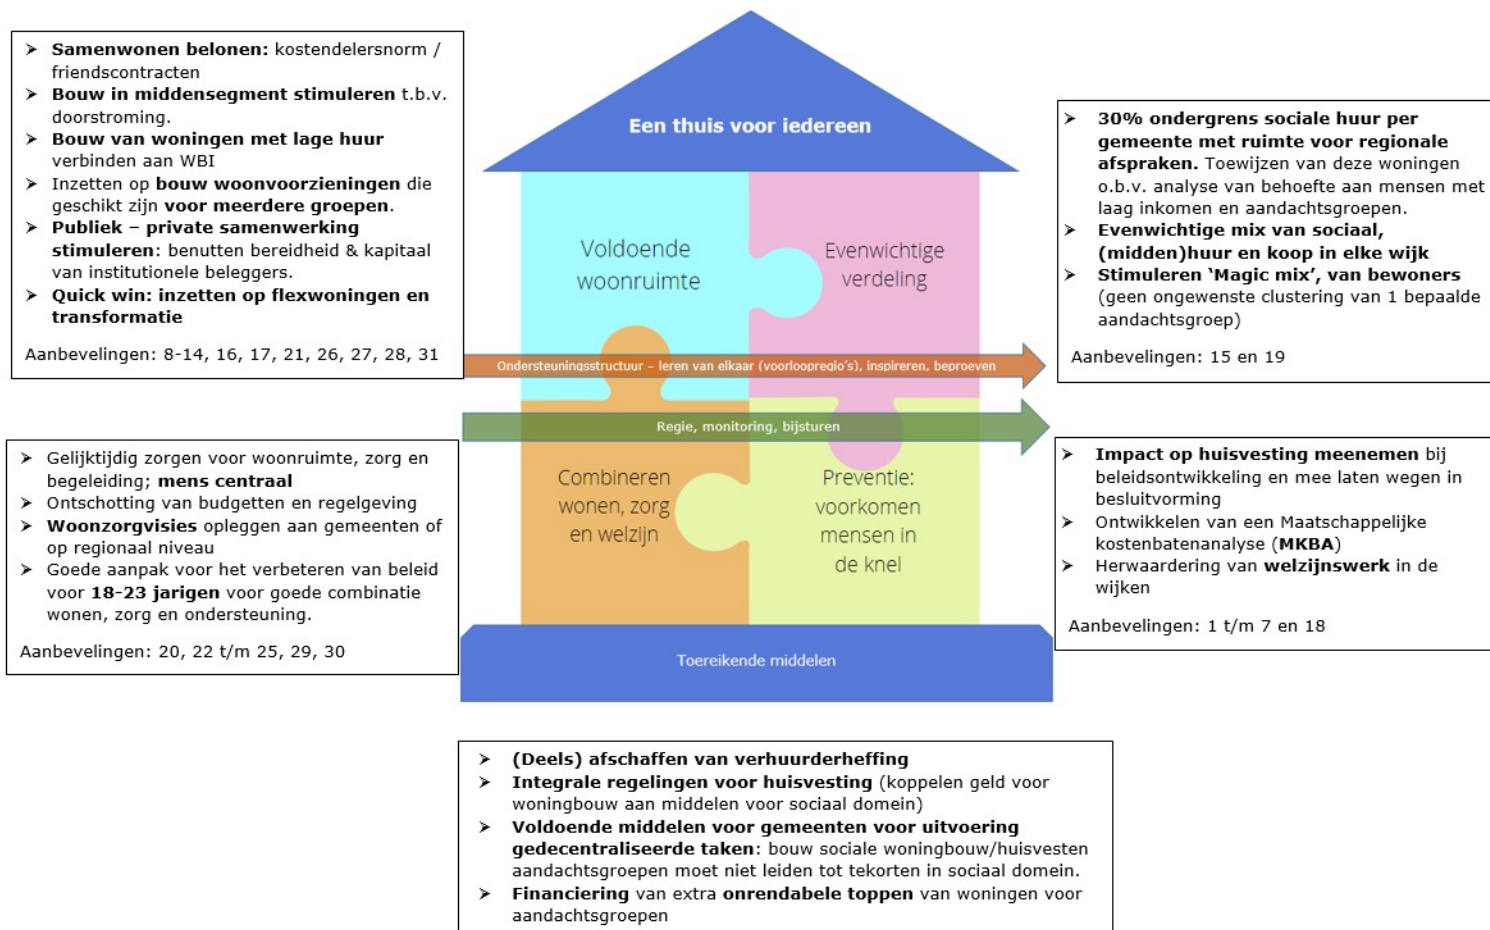 ➢ Samenwonen belonen: kostendelersnorm /
friendscontracten
➢ Bouw in middensegment stimuleren t.b.v.
doorstroming.
➢ Bouw van woningen met lage huur
verbinden aan WBI
➢ Inzetten op bouw woonvoorzieningen die
geschikt zijn voor meerdere groepen.
➢ Publiek – private samenwerking
stimuleren: benutten bereidheid & kapitaal
van institutionele beleggers.
➢ Quick win: inzetten op flexwoningen en
transformatie
Aanbevelingen: 8-14, 16, 17, 21, 26, 27, 28, 31
Een thuis voor iedereen
Voldoende
woonruimte
Evenwichtige
verdeling
➢ 30% ondergrens sociale huur per
gemeente met ruimte voor regionale
afspraken. Toewijzen van deze woningen
o.b.v. analyse van behoefte aan mensen met
laag inkomen en aandachtsgroepen.
➢ Evenwichtige mix van sociaal,
(midden)huur en koop in elke wijk
➢ Stimuleren ‘Magic mix’, van bewoners
(geen ongewenste clustering van 1 bepaalde
aandachtsgroep)
Aanbevelingen: 15 en 19
Ondersteuningsstructuur – leren van elkaar (voorloopregio’s), inspireren, beproeven
Regie, monitoring, bijsturen
➢ Gelijktijdig zorgen voor woonruimte, zorg en
begeleiding; mens centraal
➢ Ontschotting van budgetten en regelgeving
➢ Woonzorgvisies opleggen aan gemeenten of
op regionaal niveau
➢ Goede aanpak voor het verbeteren van beleid
voor 18-23 jarigen voor goede combinatie
wonen, zorg en ondersteuning.
Aanbevelingen: 20, 22 t/m 25, 29, 30
Combineren
wonen, zorg
en welzijn
Preventie:
voorkomen
mensen in
de knel
➢ Impact op huisvesting meenemen bij
beleidsontwikkeling en mee laten wegen in
besluitvorming
➢ Ontwikkelen van een Maatschappelijke
kostenbatenanalyse (MKBA)
➢ Herwaardering van welzijnswerk in de
wijken
Aanbevelingen: 1 t/m 7 en 18
Toereikende middelen
➢ (Deels) afschaffen van verhuurderheffing
➢ Integrale regelingen voor huisvesting (koppelen geld voor
woningbouw aan middelen voor sociaal domein)
➢ Voldoende middelen voor gemeenten voor uitvoering
gedecentraliseerde taken: bouw sociale woningbouw/huisvesten
aandachtsgroepen moet niet leiden tot tekorten in sociaal domein.
➢ Financiering van extra onrendabele toppen van woningen voor
aandachtsgroepen